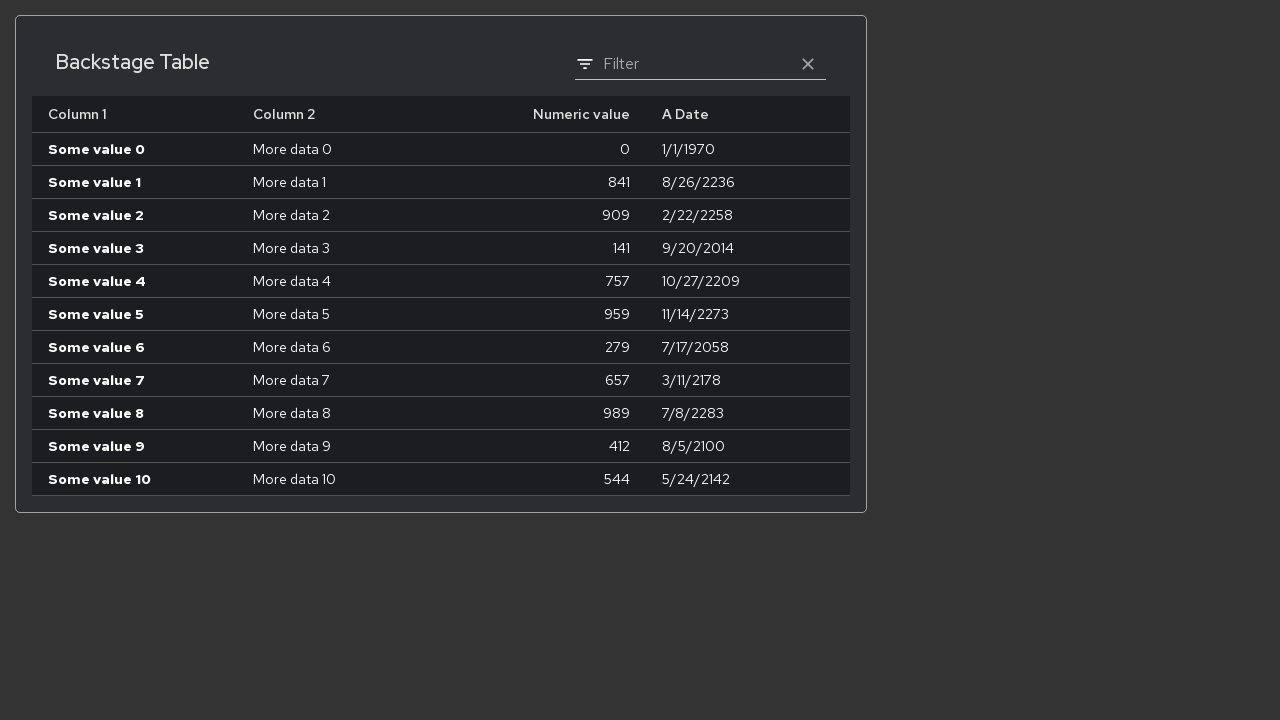 Backstage Table
Filter
Column 1 Column 2 Numeric value A Date
Some value 0 More data 0 0 1/1/1970
Some value 1 More data 1 841 8/26/2236
Some value 2 More data 2 909 2/22/2258
Some value 3 More data 3 141 9/20/2014
Some value 4 More data 4 757 10/27/2209
Some value 5 More data 5 959 11/14/2273
Some value 6 More data 6 279 7/17/2058
Some value 7 More data 7 657 3/11/2178
Some value 8 More data 8 989 7/8/2283
Some value 9 More data 9 412 8/5/2100
Some value 10 More data 10 544 5/24/2142